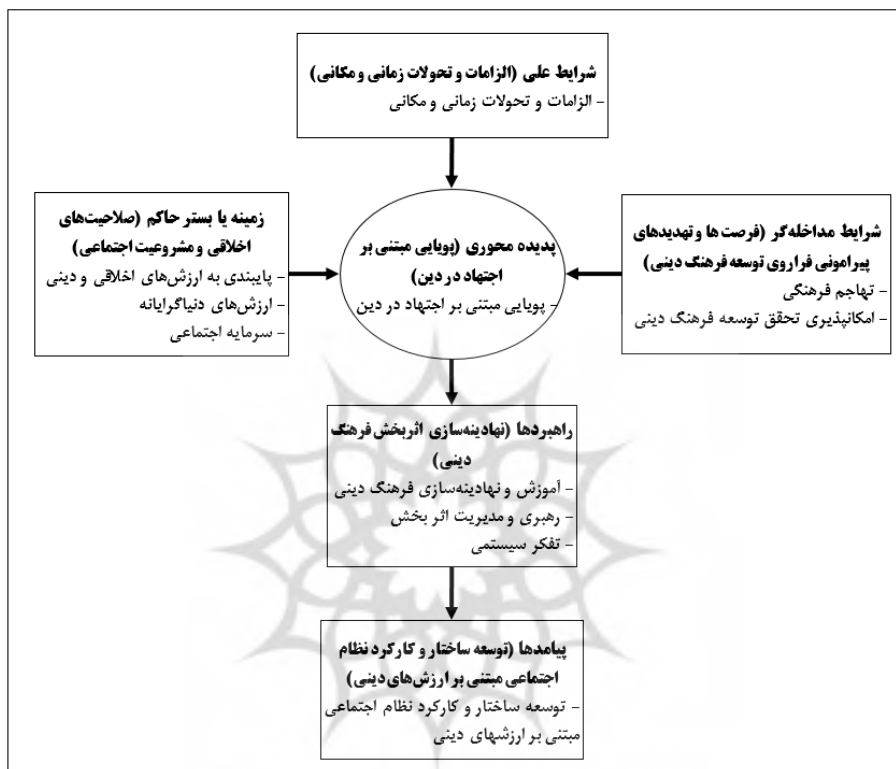 شرایط علی (الزامات و تحولات زمانی و مکانی)
- الزامات و تحولات زمانی و مکانی
شرایط مداخله‌گر (فرصت ها و تهدیدهای
پیرامونی فراروی توسعه فرهنگ دینی)
- تهاجم فرهنگی
- امکانپذیری تحقق توسعه فرهنگ دینی
پدیده محوری (پویایی مبتنی بر
اجتهاد در دین)
- پویایی مبتنی بر اجتهاد در دین
زمینه یا بستر حاکم (صلاحیت‌های
اخلاقی و مشروعیت اجتماعی)
- پایبندی به ارزش‌های اخلاقی و دینی
- ارزش‌های دنیاگرایانه
- سرمایه اجتماعی
راهبردها (نهادینه‌سازی اثربخش فرهنگ
دینی)
- آموزش و نهادینه‌سازی فرهنگ دینی
- رهبری و مدیریت اثر بخش
- تفکر سیستمی
پیامدها (توسعه ساختار و کارکرد نظام
اجتماعی مبتنی بر ارزش‌های دینی)
- توسعه ساختار و کارکرد نظام اجتماعی
مبتنی بر ارزشهای دینی